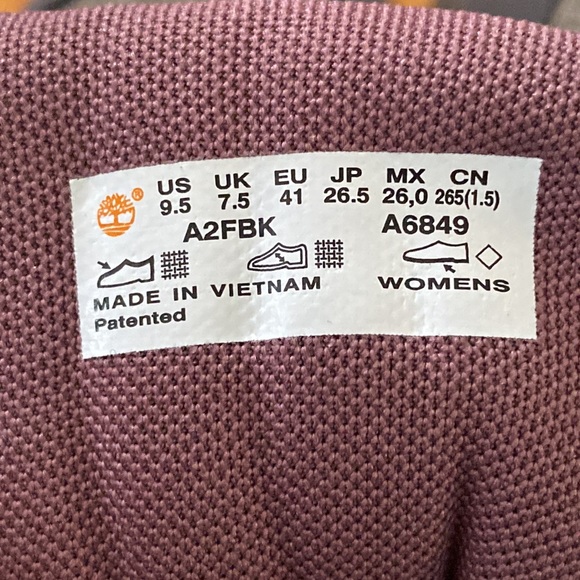 US UK EU JP MX CN
9.5 7.5 41 26.5 26,0 265(1.5)
A2FBK A6849
MADE IN VIETNAM WOMENS
Patented